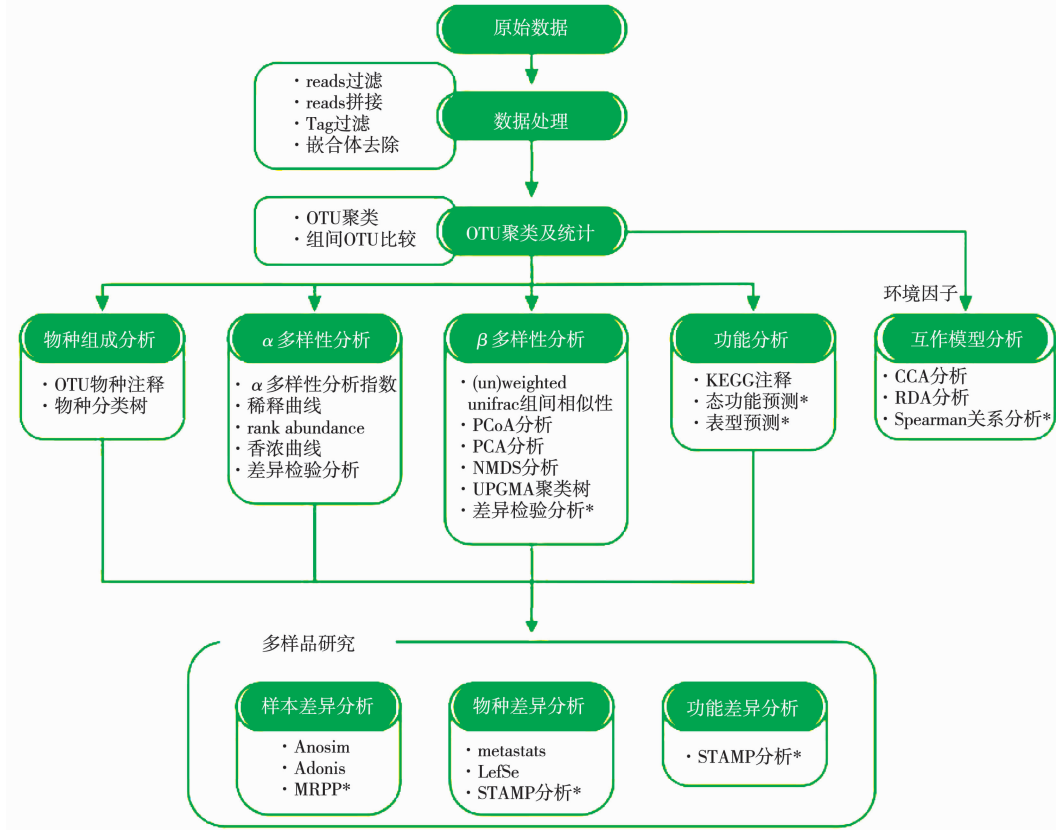 原始数据
· reads过滤
· reads拼接
· Tag过滤
· 嵌合体去除
数据处理
· OTU聚类
· 组间OTU比较
OTU聚类及统计
环境因子
物种组成分析
· OTU物种注释
· 物种分类树
α多样性分析
· α多样性分析指数
· 稀释曲线
· rank abundance
· 香浓曲线
· 差异检验分析
β多样性分析
· (un)weighted
unifrac组间相似性
· PCoA分析
· PCA分析
· NMDS分析
· UPGMA聚类树
· 差异检验分析*
功能分析
· KEGG注释
· 态功能预测*
· 表型预测*
互作模型分析
· CCA分析
· RDA分析
· Spearman关系分析*
多样品研究
样本差异分析
· Anosim
· Adonis
· MRPP*
物种差异分析
· metastats
· LefSe
· STAMP分析*
功能差异分析
· STAMP分析*